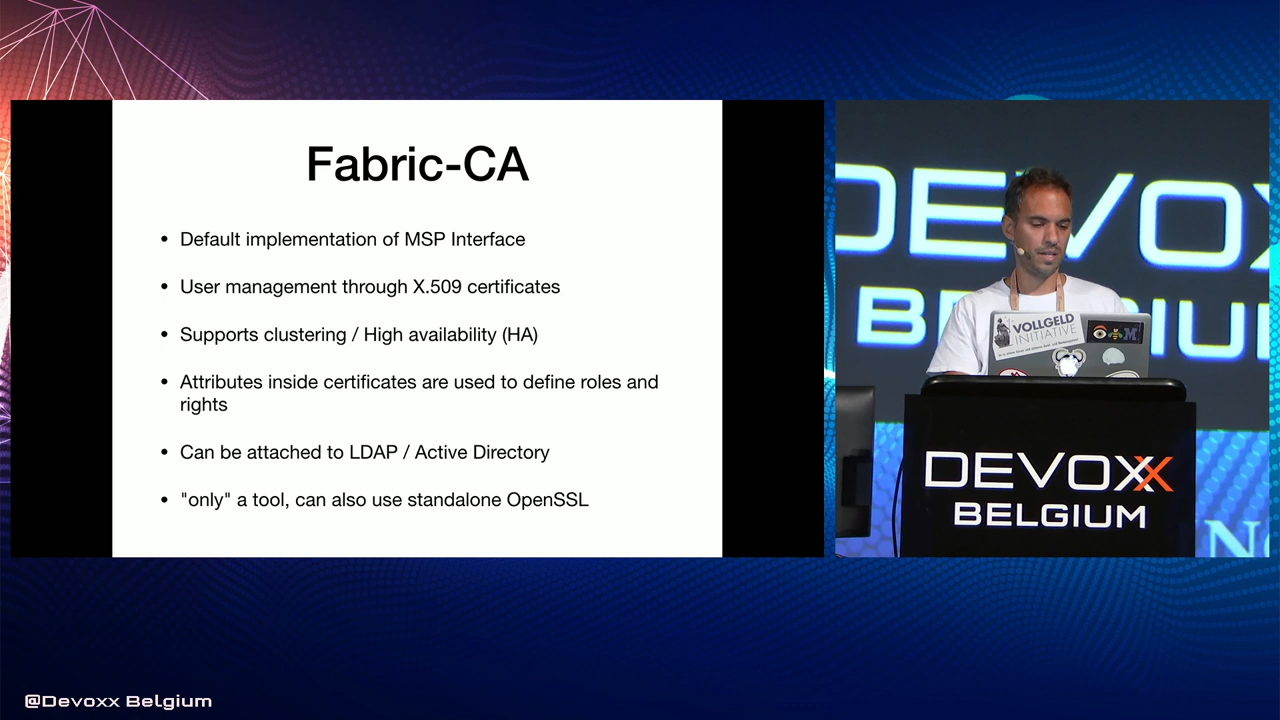 Fabric-CA
• Default implementation of MSP Interface
• User management through X.509 certificates
• Supports clustering / High availability (HA)
• Attributes inside certificates are used to define roles and
rights
• Can be attached to LDAP / Active Directory
• "only" a tool, can also use standalone OpenSSL
DEVOX
BELGIU
VOLLGELD
INITIATIVE
M
DEVOXX
BELGIUM
No
@Devoxx Belgium